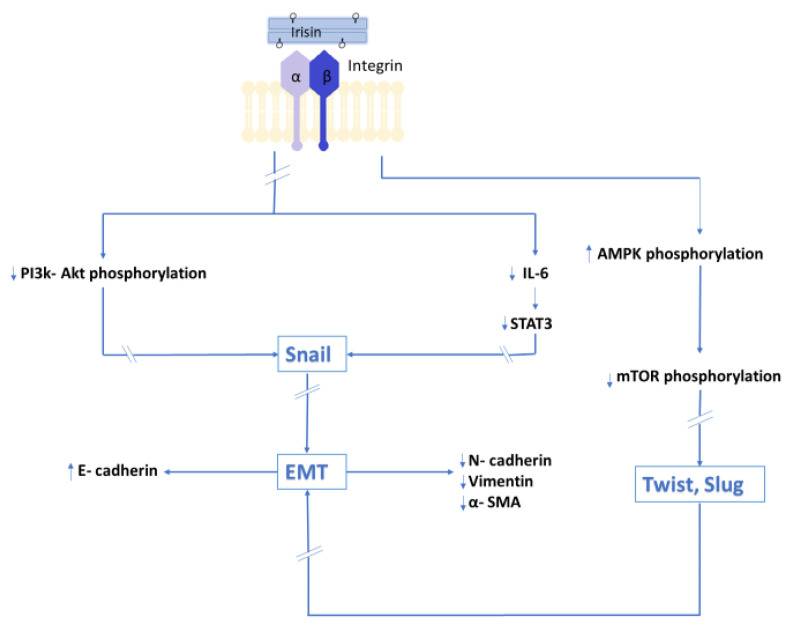 Irisin
Integrin
α β
↑ AMPK phosphorylation
↓ PI3k- Akt phosphorylation
↓ IL-6
↓ STAT3
Snail
↓ mTOR phosphorylation
↑ E- cadherin
EMT
↓ N- cadherin
↓ Vimentin
↓ α- SMA
Twist, Slug